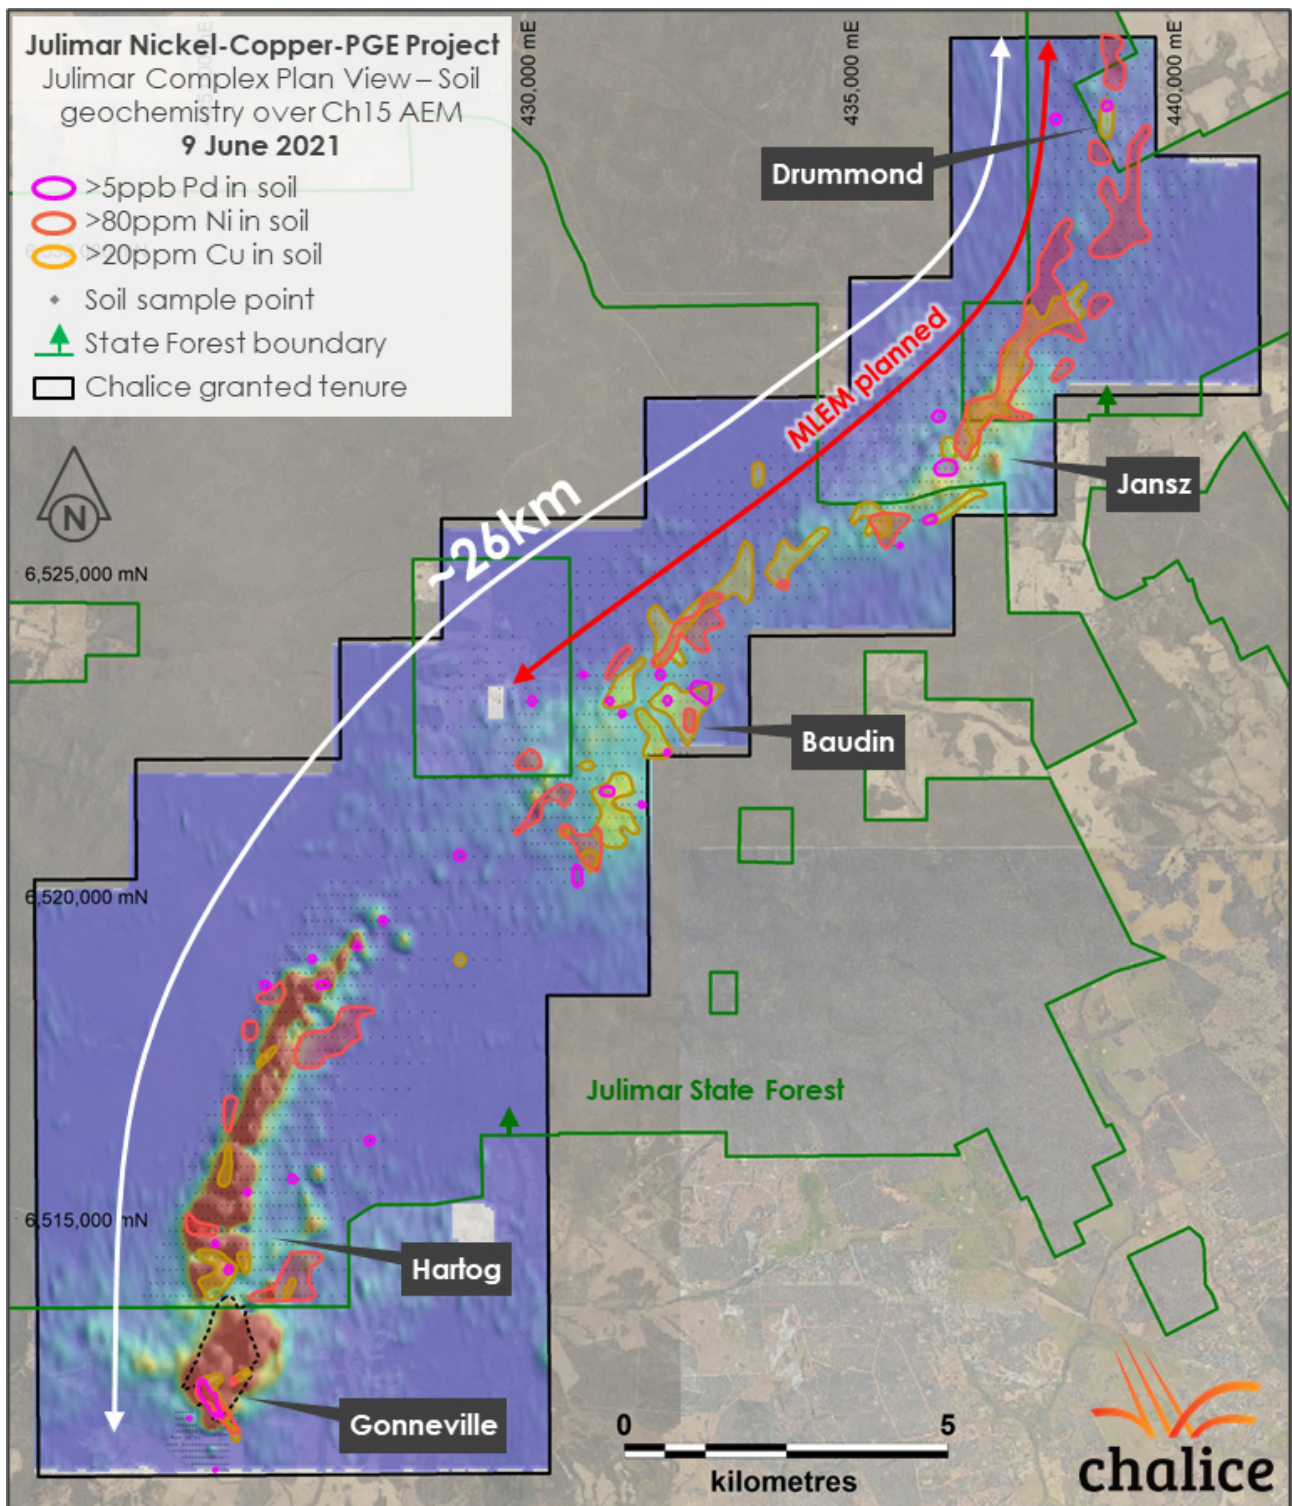 Julimar Nickel-Copper-PGE Project
Julimar Complex Plan View – Soil
geochemistry over Ch15 AEM
9 June 2021
>5ppb Pd in soil
>80ppm Ni in soil
>20ppm Cu in soil
Soil sample point
State Forest boundary
Chalice granted tenure
430,000 mE
435,000 mE
440,000 mE
Drummond
MLEM planned
Jansz
N
~26km
6,525,000 mN
Baudin
6,520,000 mN
Julimar State Forest
6,515,000 mN
Hartog
Gonneville
0 5
kilometres
chalice